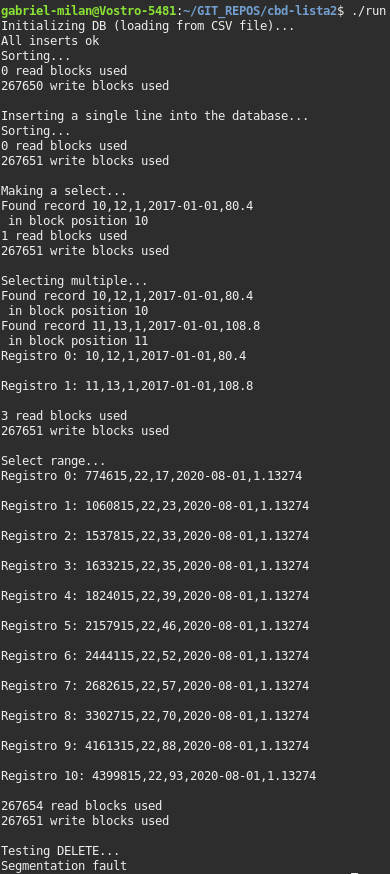 gabriel-milan@Vostro-5481:~/GIT_REPOS/cbd-lista2$ ./run
Initializing DB (loading from CSV file)...
All inserts ok
Sorting...
0 read blocks used
267650 write blocks used
Inserting a single line into the database...
Sorting...
0 read blocks used
267651 write blocks used
Making a select...
Found record 10,12,1,2017-01-01,80.4
 in block position 10
1 read blocks used
267651 write blocks used
Selecting multiple...
Found record 10,12,1,2017-01-01,80.4
 in block position 10
Found record 11,13,1,2017-01-01,108.8
 in block position 11
Registro 0: 10,12,1,2017-01-01,80.4
Registro 1: 11,13,1,2017-01-01,108.8
3 read blocks used
267651 write blocks used
Select range...
Registro 0: 774615,22,17,2020-08-01,1.13274
Registro 1: 1060815,22,23,2020-08-01,1.13274
Registro 2: 1537815,22,33,2020-08-01,1.13274
Registro 3: 1633215,22,35,2020-08-01,1.13274
Registro 4: 1824015,22,39,2020-08-01,1.13274
Registro 5: 2157915,22,46,2020-08-01,1.13274
Registro 6: 2444115,22,52,2020-08-01,1.13274
Registro 7: 2682615,22,57,2020-08-01,1.13274
Registro 8: 3302715,22,70,2020-08-01,1.13274
Registro 9: 4161315,22,88,2020-08-01,1.13274
Registro 10: 4399815,22,93,2020-08-01,1.13274
267654 read blocks used
267651 write blocks used
Testing DELETE...
Segmentation fault